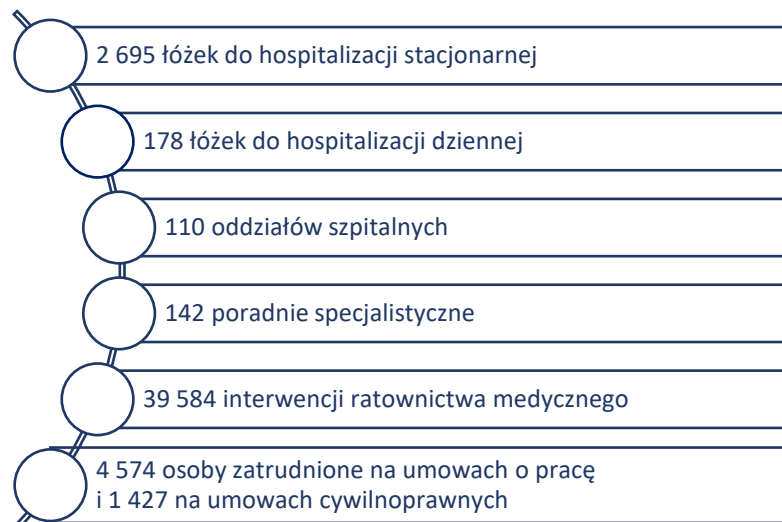 2 695 łóżek do hospitalizacji stacjonarnej
178 łóżek do hospitalizacji dziennej
110 oddziałów szpitalnych
142 poradnie specjalistyczne
39 584 interwencji ratownictwa medycznego
4 574 osoby zatrudnione na umowach o pracę
i 1 427 na umowach cywilnoprawnych